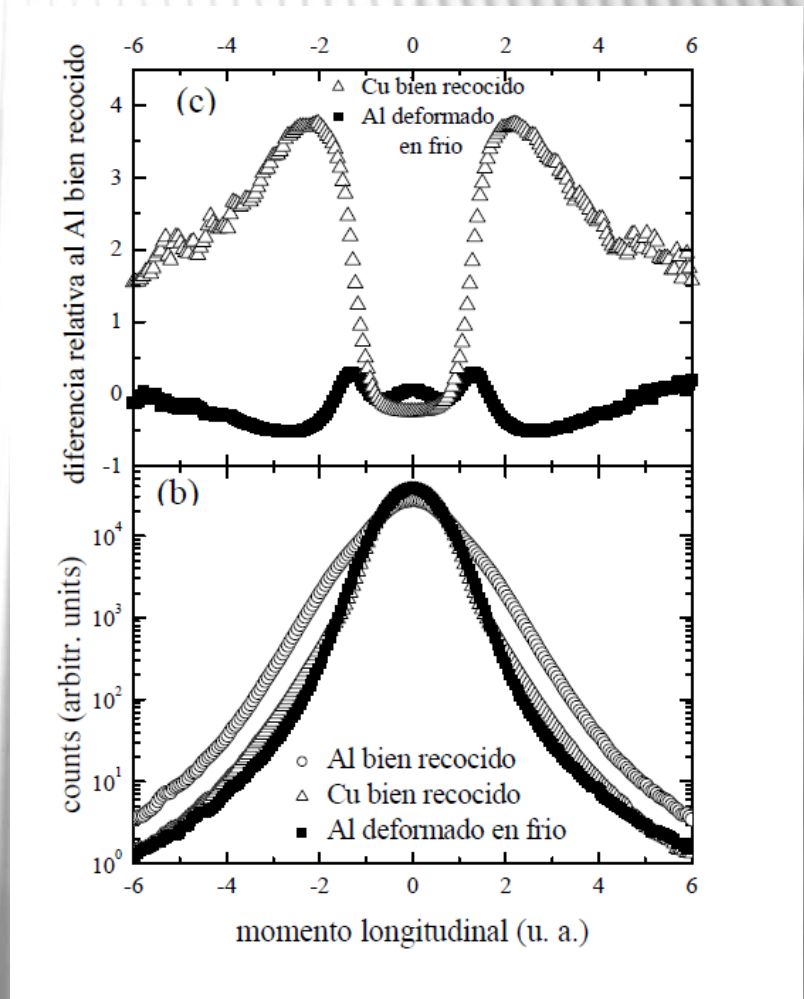 -6 -4 -2 0 2 4 6
(c)
△ Cu bien recocido
■ Al deformado
en frio
diferencia relativa al Al bien recocido
4
3
2
1
0
-1
(b)
counts (arbitr. units)
10⁴
10³
10²
10¹
10⁰
○ Al bien recocido
△ Cu bien recocido
■ Al deformado en frio
-6 -4 -2 0 2 4 6
momento longitudinal (u. a.)